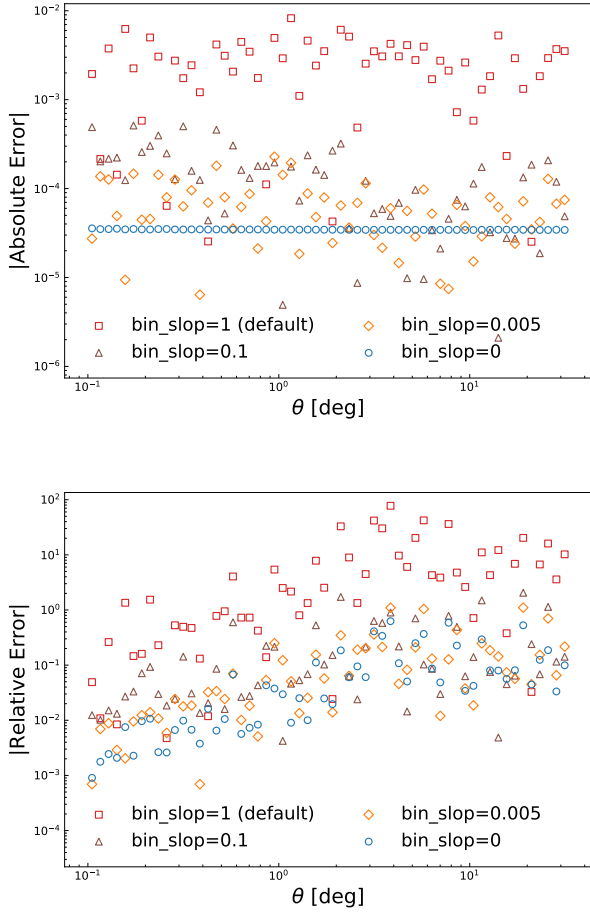 10⁻²
10⁻³
10⁻⁴
10⁻⁵
10⁻⁶
|Absolute Error|
bin_slop=1 (default)
bin_slop=0.005
bin_slop=0.1
bin_slop=0
10⁻¹
10⁰
10¹
θ [deg]
10²
10¹
10⁰
10⁻¹
10⁻²
10⁻³
10⁻⁴
|Relative Error|
bin_slop=1 (default)
bin_slop=0.005
bin_slop=0.1
bin_slop=0
10⁻¹
10⁰
10¹
θ [deg]